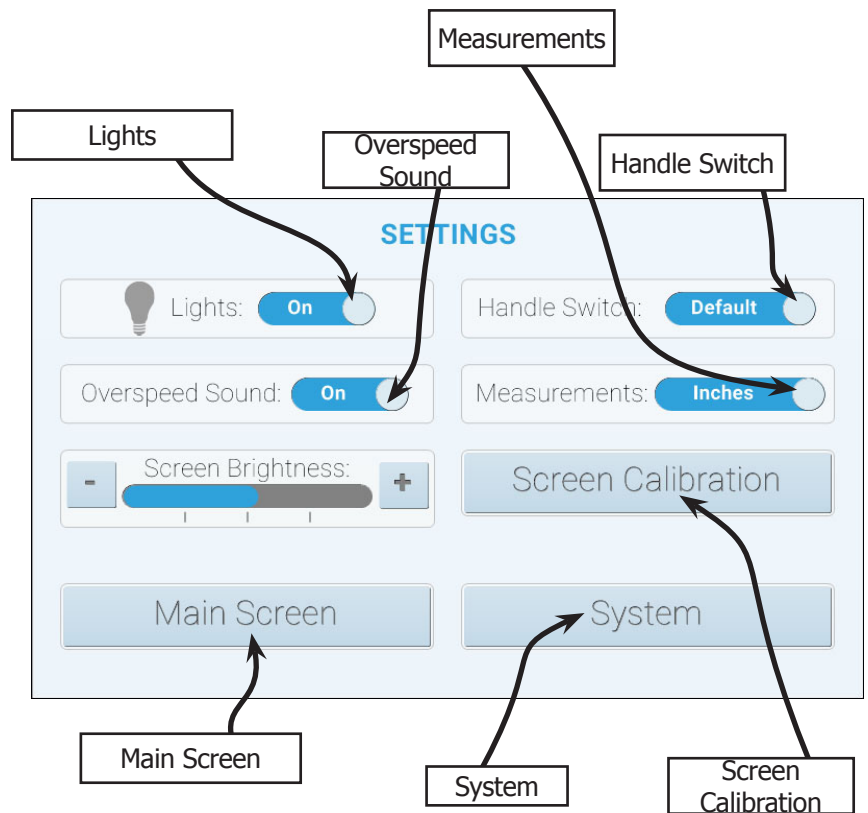 Measurements
Lights
Overspeed
Sound
Handle Switch
SETTINGS
Lights: On
Handle Switch: Default
Overspeed Sound: On
Measurements: Inches
- Screen Brightness: +
Screen Calibration
Main Screen
System
Main Screen
System
Screen
Calibration